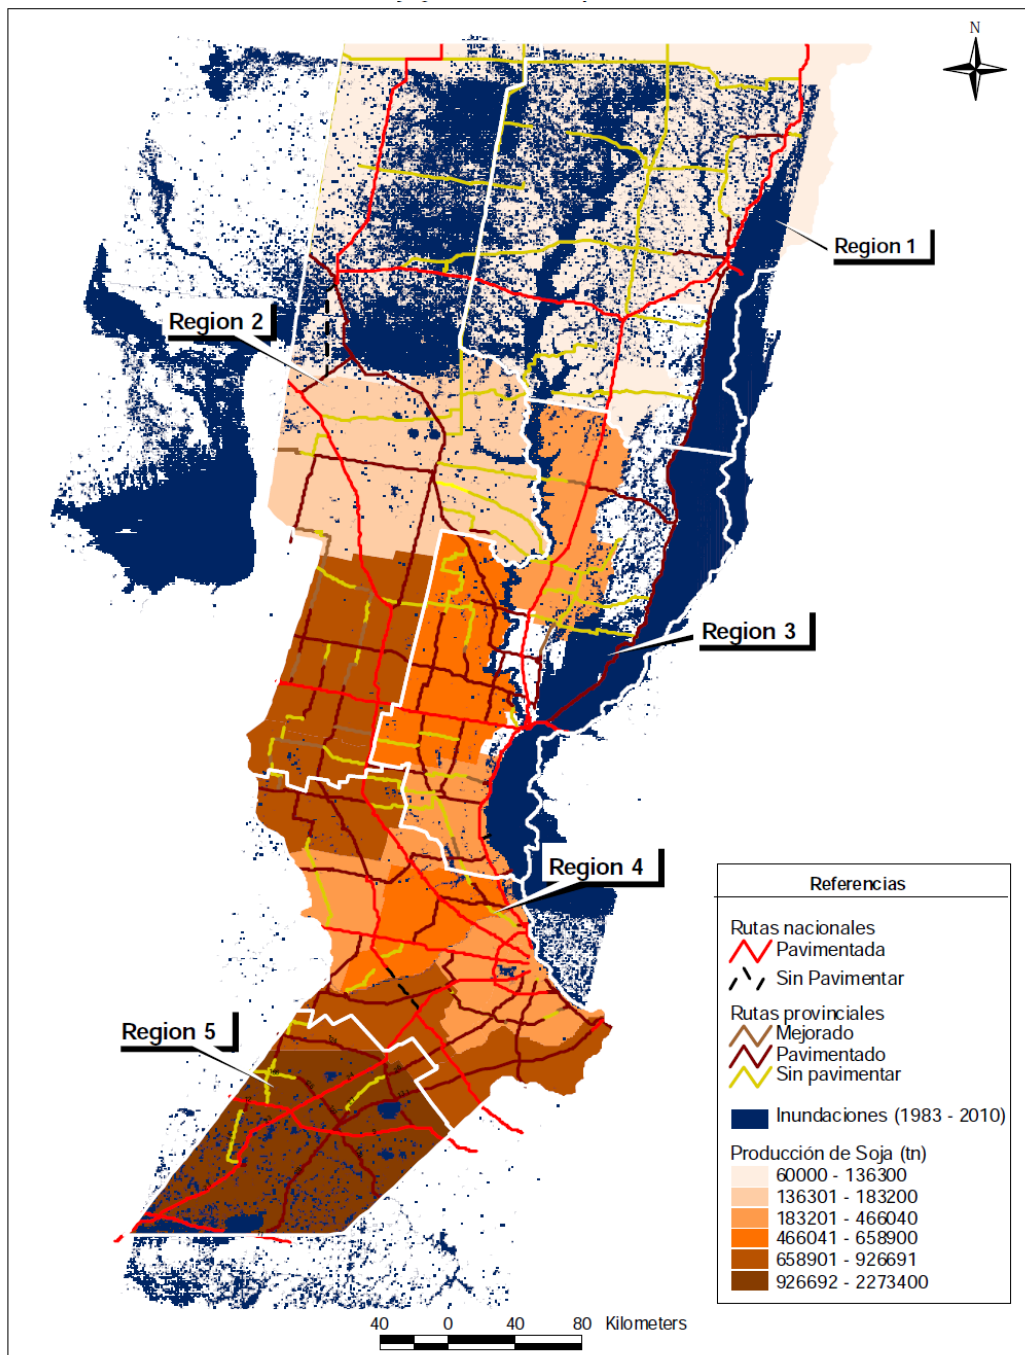 N
Region 1
Region 2
Region 3
Region 4
Region 5
Referencias
Rutas nacionales
Pavimentada
Sin Pavimentar
Rutas provinciales
Mejorado
Pavimentado
Sin pavimentar
Inundaciones (1983 - 2010)
Producción de Soja (tn)
60000 - 136300
136301 - 183200
183201 - 466040
466041 - 658900
658901 - 926691
926692 - 2273400
40 0 40 80 Kilometers